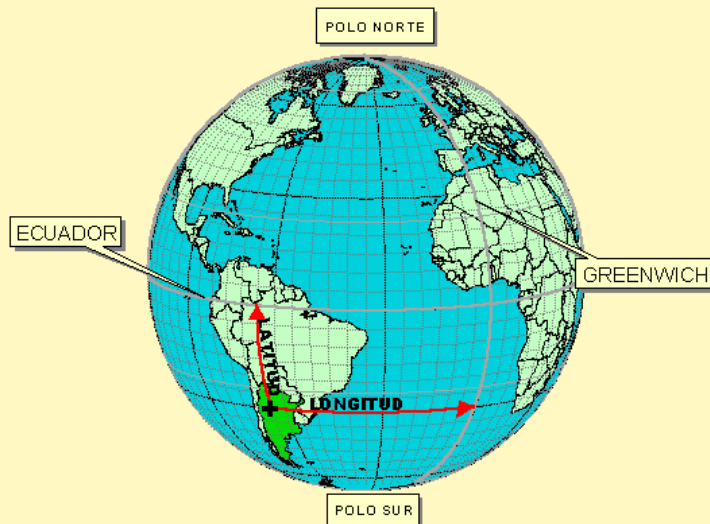 POLO NORTE
ECUADOR
GREENWICH
LATITUD
LONGITUD
POLO SUR